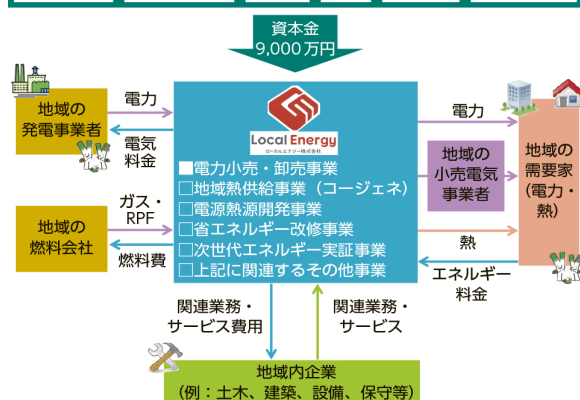 資本金
9,000万円
地域の
発電事業者
電力
電気
料金
Local Energy
ローカルエナジー株式会社
■電力小売・卸売事業
□地域熱供給事業（コージェネ）
□電源熱源開発事業
□省エネルギー改修事業
□次世代エネルギー実証事業
□上記に関連するその他事業
電力
地域の
小売電気
事業者
地域の
需要家
(電力・
熱)
地域の
燃料会社
ガス・
RPF
燃料費
熱
エネルギー
料金
関連業務・
サービス費用
関連業務・
サービス
地域内企業
（例：土木、建築、設備、保守等）